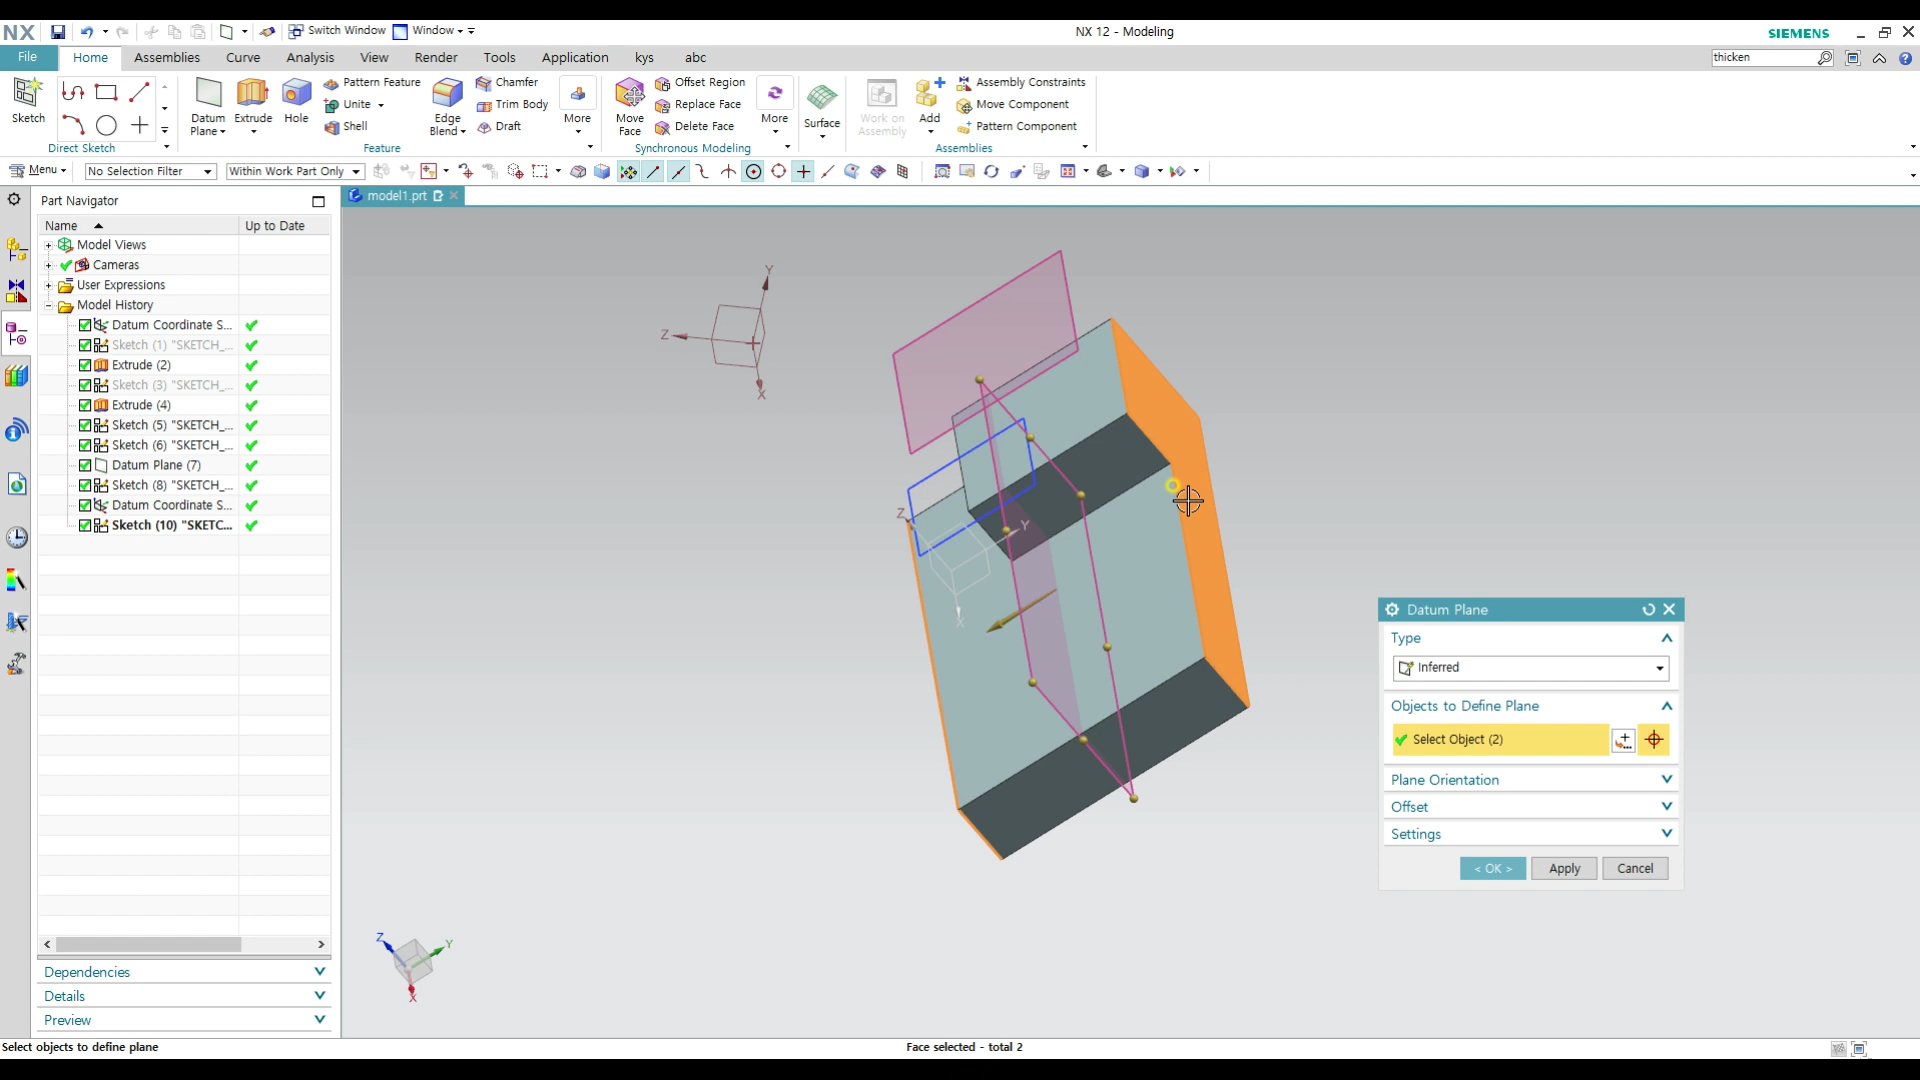 NX
Switch Window
Window
NX 12 - Modeling
SIEMENS
File
Home
Assemblies
Curve
Analysis
View
Render
Tools
Application
kys
abc
thicken
Sketch
Direct Sketch
Datum Plane
Extrude
Hole
Pattern Feature
Unite
Shell
Edge Blend
Chamfer
Trim Body
Draft
More
Feature
Move Face
Offset Region
Replace Face
Delete Face
More
Synchronous Modeling
Surface
Work on Assembly
Add
Assembly Constraints
Move Component
Pattern Component
Assemblies
Menu
No Selection Filter
Within Work Part Only
Part Navigator
model1.prt
Name
Up to Date
Model Views
Cameras
User Expressions
Model History
Datum Coordinate S...
Sketch (1) "SKETCH_...
Extrude (2)
Sketch (3) "SKETCH_...
Extrude (4)
Sketch (5) "SKETCH_...
Sketch (6) "SKETCH_...
Datum Plane (7)
Sketch (8) "SKETCH_...
Datum Coordinate S...
Sketch (10) "SKETC...
Y
Z
X
Z
Y
X
Datum Plane
Type
Inferred
Objects to Define Plane
Select Object (2)
Plane Orientation
Offset
Settings
< OK >
Apply
Cancel
Z
Y
X
Dependencies
Details
Preview
Select objects to define plane
Face selected - total 2